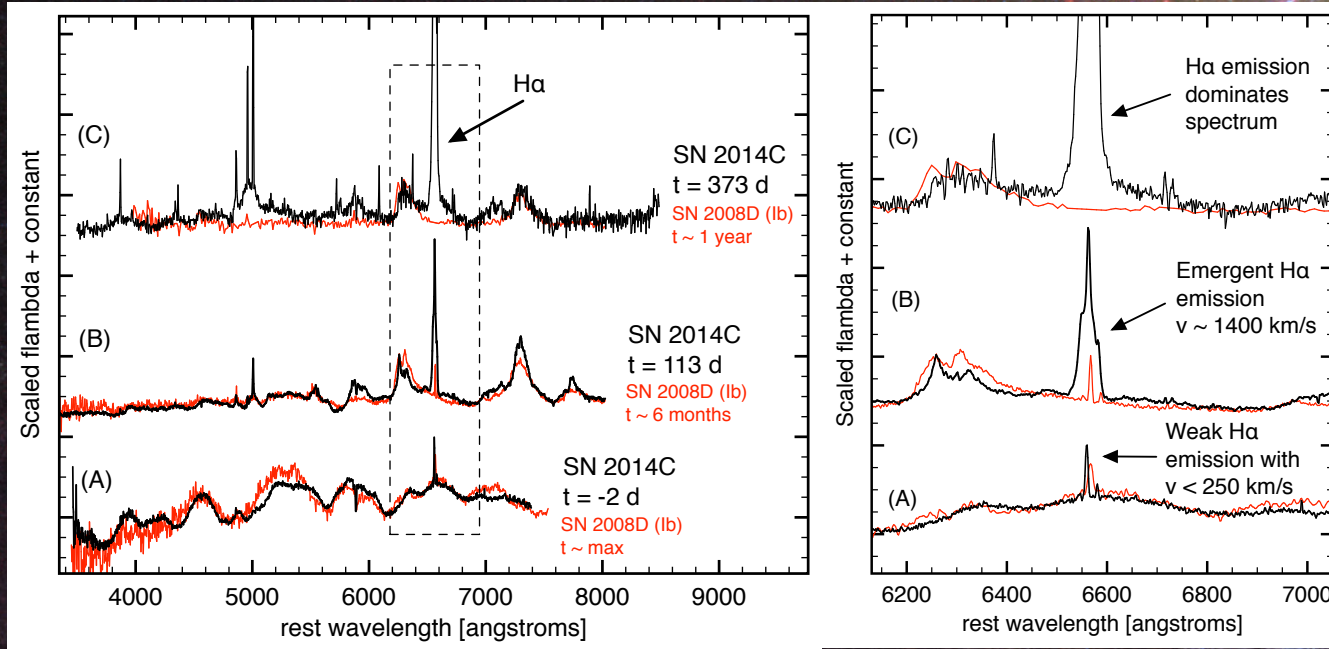 Scaled flambda + constant
(C)
Hα
SN 2014C
t = 373 d
SN 2008D (Ib)
t ~ 1 year
(B)
SN 2014C
t = 113 d
SN 2008D (Ib)
t ~ 6 months
(A)
SN 2014C
t = -2 d
SN 2008D (Ib)
t ~ max
4000 5000 6000 7000 8000 9000
rest wavelength [angstroms]
Scaled flambda + constant
(C)
Hα emission
dominates
spectrum
(B)
Emergent Hα
emission
v ~ 1400 km/s
(A)
Weak Hα
emission with
v < 250 km/s
6200 6400 6600 6800 7000
rest wavelength [angstroms]